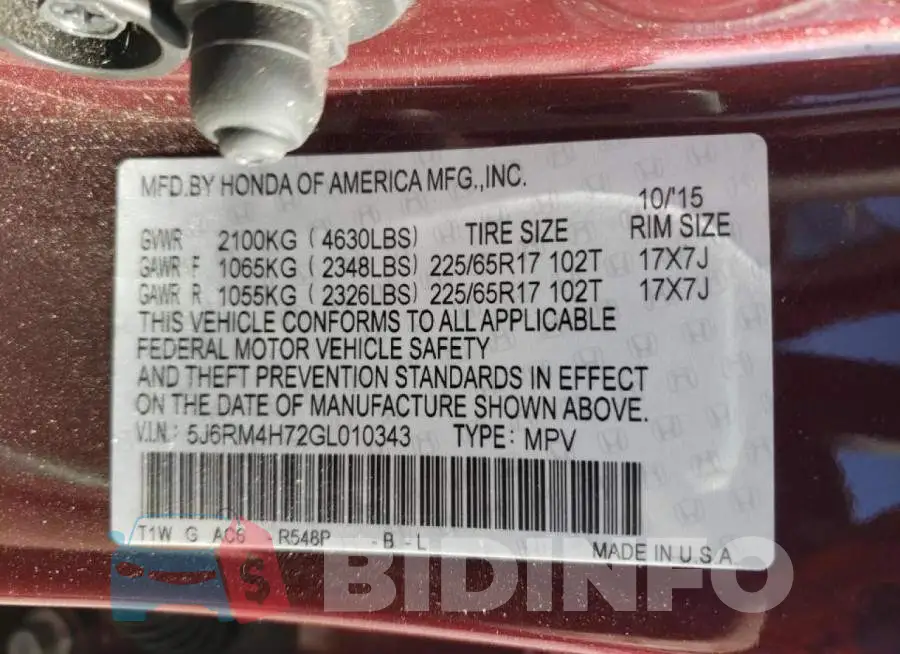 MFD.BY HONDA OF AMERICA MFG.,INC.
10/'15
GVWR 2100KG ( 4630LBS) TIRE SIZE RIM SIZE
GAWR F 1065KG ( 2348LBS) 225/65R17 102T 17X7J
GAWR R 1055KG ( 2326LBS) 225/65R17 102T 17X7J
THIS VEHICLE CONFORMS TO ALL APPLICABLE
FEDERAL MOTOR VEHICLE SAFETY
AND THEFT PREVENTION STANDARDS IN EFFECT
ON THE DATE OF MANUFACTURE SHOWN ABOVE.
V.I.N.: 5J6RM4H72GL010343 TYPE: MPV
T1W G AC6 - R548P - B - L
MADE IN U.S.A
BIDINFO